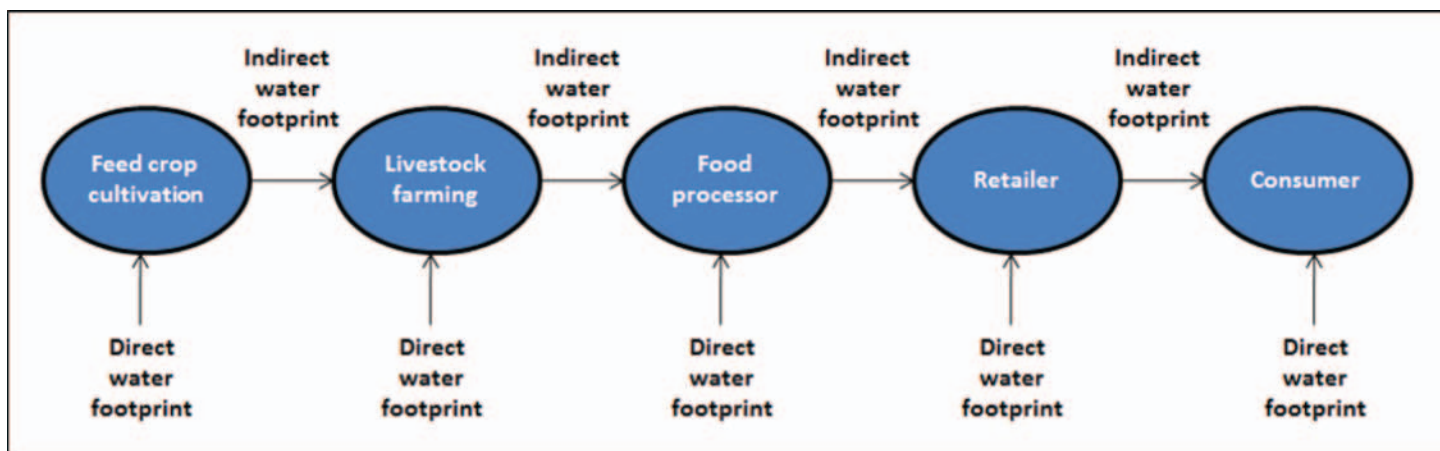 Indirect
water
footprint
Indirect
water
footprint
Indirect
water
footprint
Indirect
water
footprint
Feed crop
cultivation
Livestock
farming
Food
processor
Retailer
Consumer
Direct
water
footprint
Direct
water
footprint
Direct
water
footprint
Direct
water
footprint
Direct
water
footprint